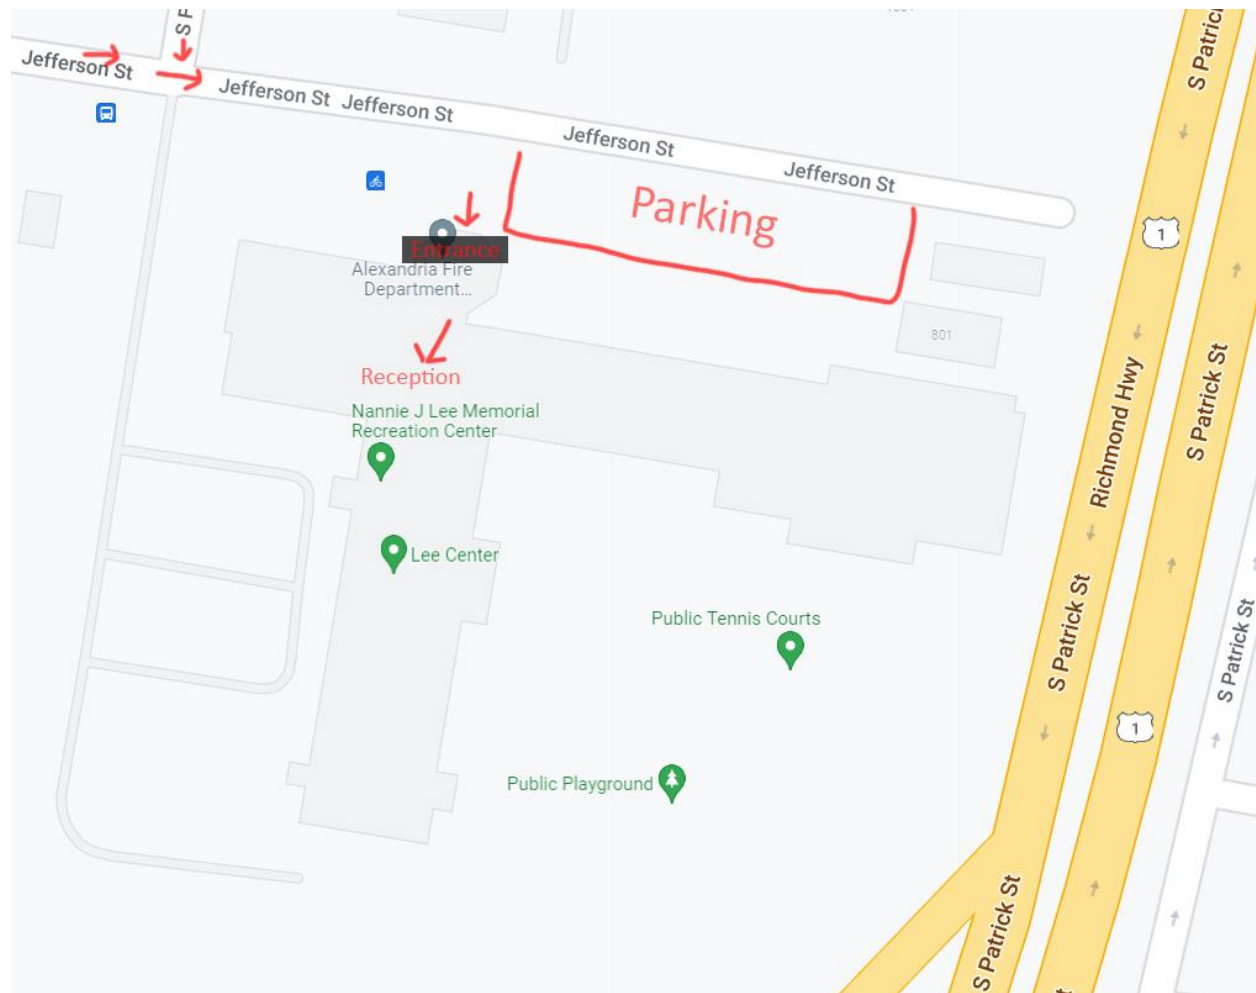 S P
Jefferson St
Jefferson St
Jefferson St
Jefferson St
Jefferson St
S Patrick
Parking
1
Entrance
Alexandria Fire
Department...
801
Reception
Nannie J Lee Memorial
Recreation Center
Richmond Hwy
S Patrick St
Lee Center
Public Tennis Courts
S Patrick St
S Patrick St
1
Public Playground
S Patrick St